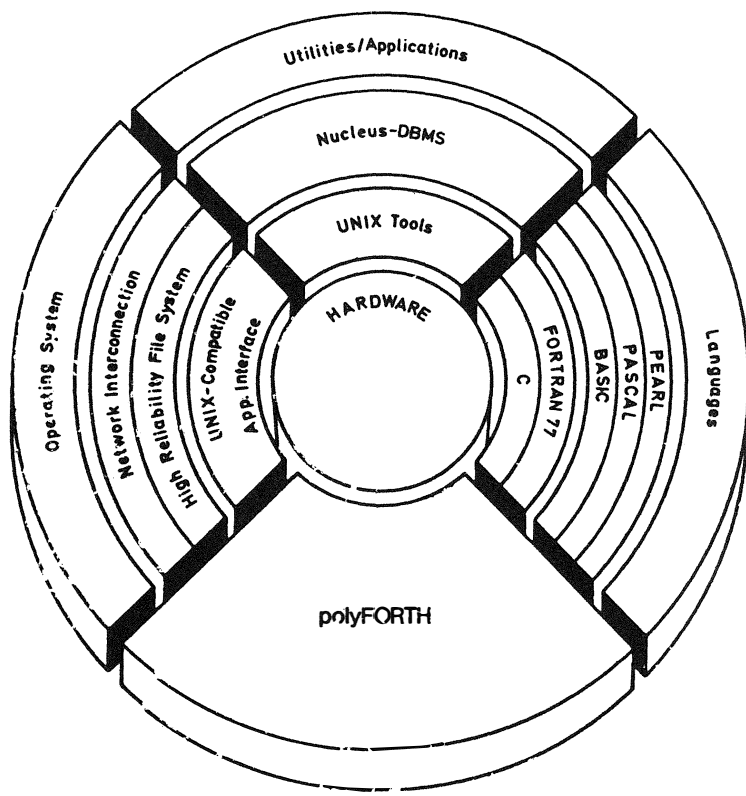 Utilities/Applications
Nucleus-DBMS
UNIX Tools
HARDWARE
Operating System
Network Interconnection
High Reliability File System
UNIX-Compatible
App. Interface
C
FORTRAN 77
BASIC
PASCAL
PEARL
Languages
polyFORTH